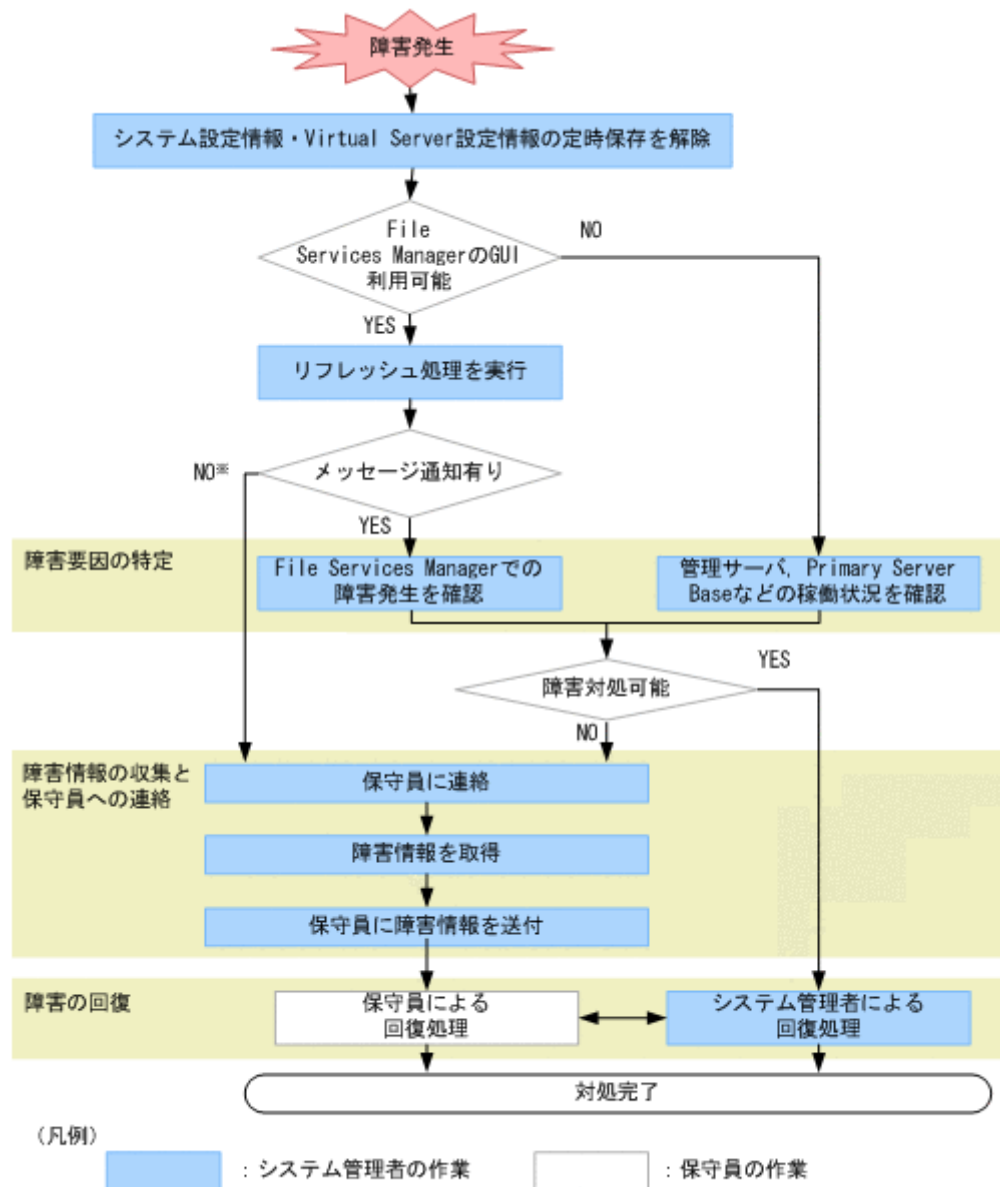 障害発生
システム設定情報・Virtual Server設定情報の定時保存を解除
File
Services ManagerのGUI
利用可能
NO
YES
リフレッシュ処理を実行
メッセージ通知有り
NO※
YES
障害要因の特定
File Services Managerでの
障害発生を確認
管理サーバ, Primary Server
Baseなどの稼働状況を確認
障害対処可能
YES
NO
障害情報の収集と
保守員への連絡
保守員に連絡
障害情報を取得
保守員に障害情報を送付
障害の回復
保守員による
回復処理
システム管理者による
回復処理
対処完了
（凡例）
：システム管理者の作業
：保守員の作業